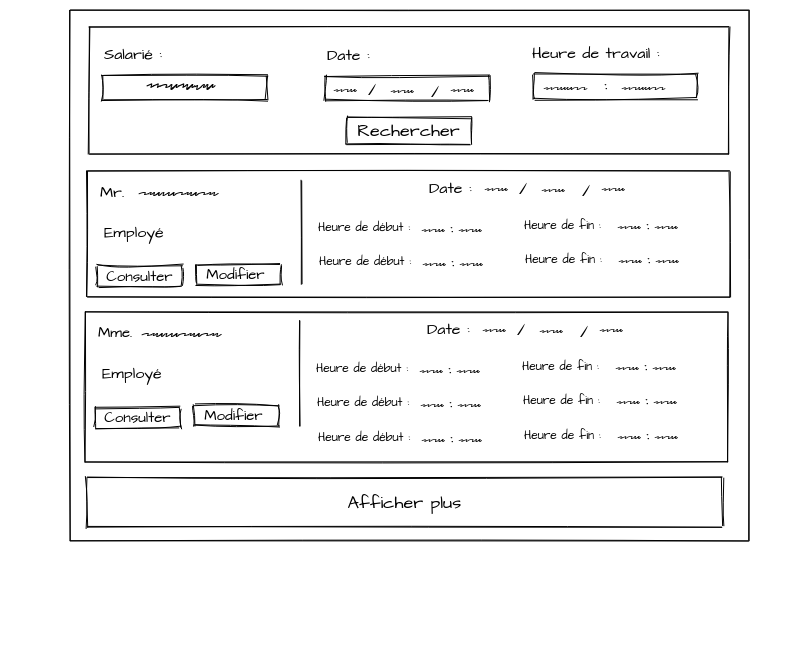 Salarié :
Date :
Heure de travail :
/ /
:
Rechercher
Mr.
Employé
Consulter Modifier
Date : / /
Heure de début : : Heure de fin : :
Heure de début : : Heure de fin : :
Mme.
Employé
Consulter Modifier
Date : / /
Heure de début : : Heure de fin : :
Heure de début : : Heure de fin : :
Heure de début : : Heure de fin : :
Afficher plus